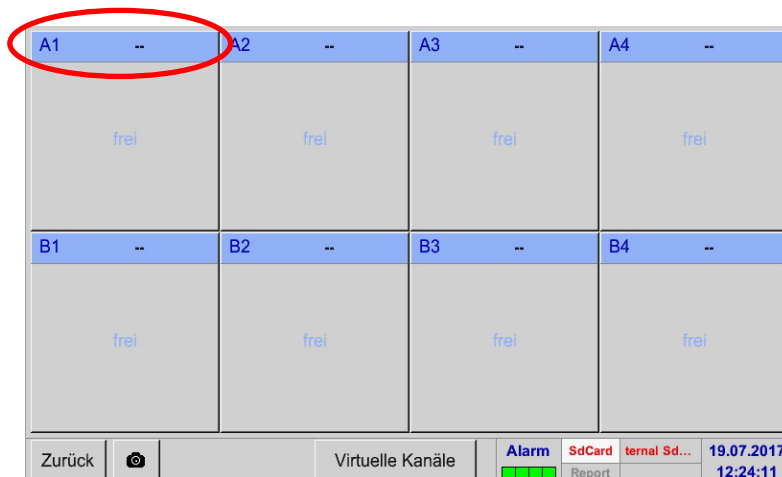 A1 -- A2 -- A3 -- A4 --
frei frei frei frei
B1 -- B2 -- B3 -- B4 --
frei frei frei frei
Zurück Virtuelle Kanäle Alarm SdCard ternal Sd... 19.07.2017
Report 12:24:11